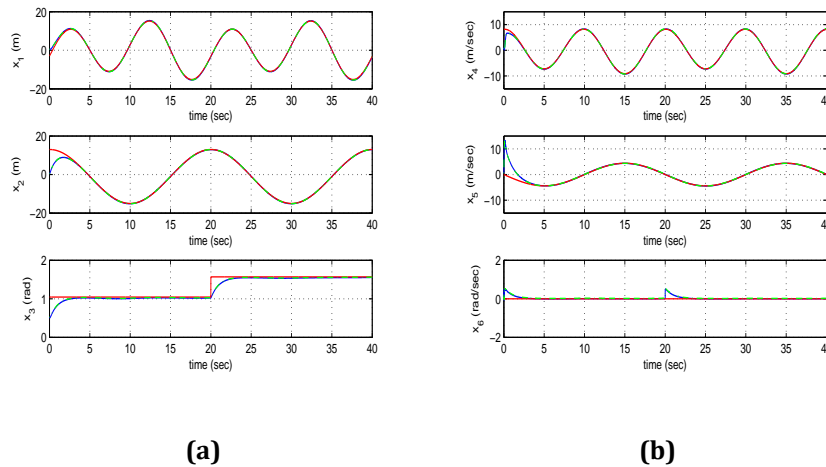 20
0
−20
x1 (m)
0 5 10 15 20 25 30 35 40
time (sec)
20
0
−20
x2 (m)
0 5 10 15 20 25 30 35 40
time (sec)
2
1
0
x3 (rad)
0 5 10 15 20 25 30 35 40
time (sec)
(a)
10
0
−10
x4 (m/sec)
0 5 10 15 20 25 30 35 40
time (sec)
10
0
−10
x5 (m/sec)
0 5 10 15 20 25 30 35 40
time (sec)
2
0
−2
x6 (rad/sec)
0 5 10 15 20 25 30 35 40
time (sec)
(b)